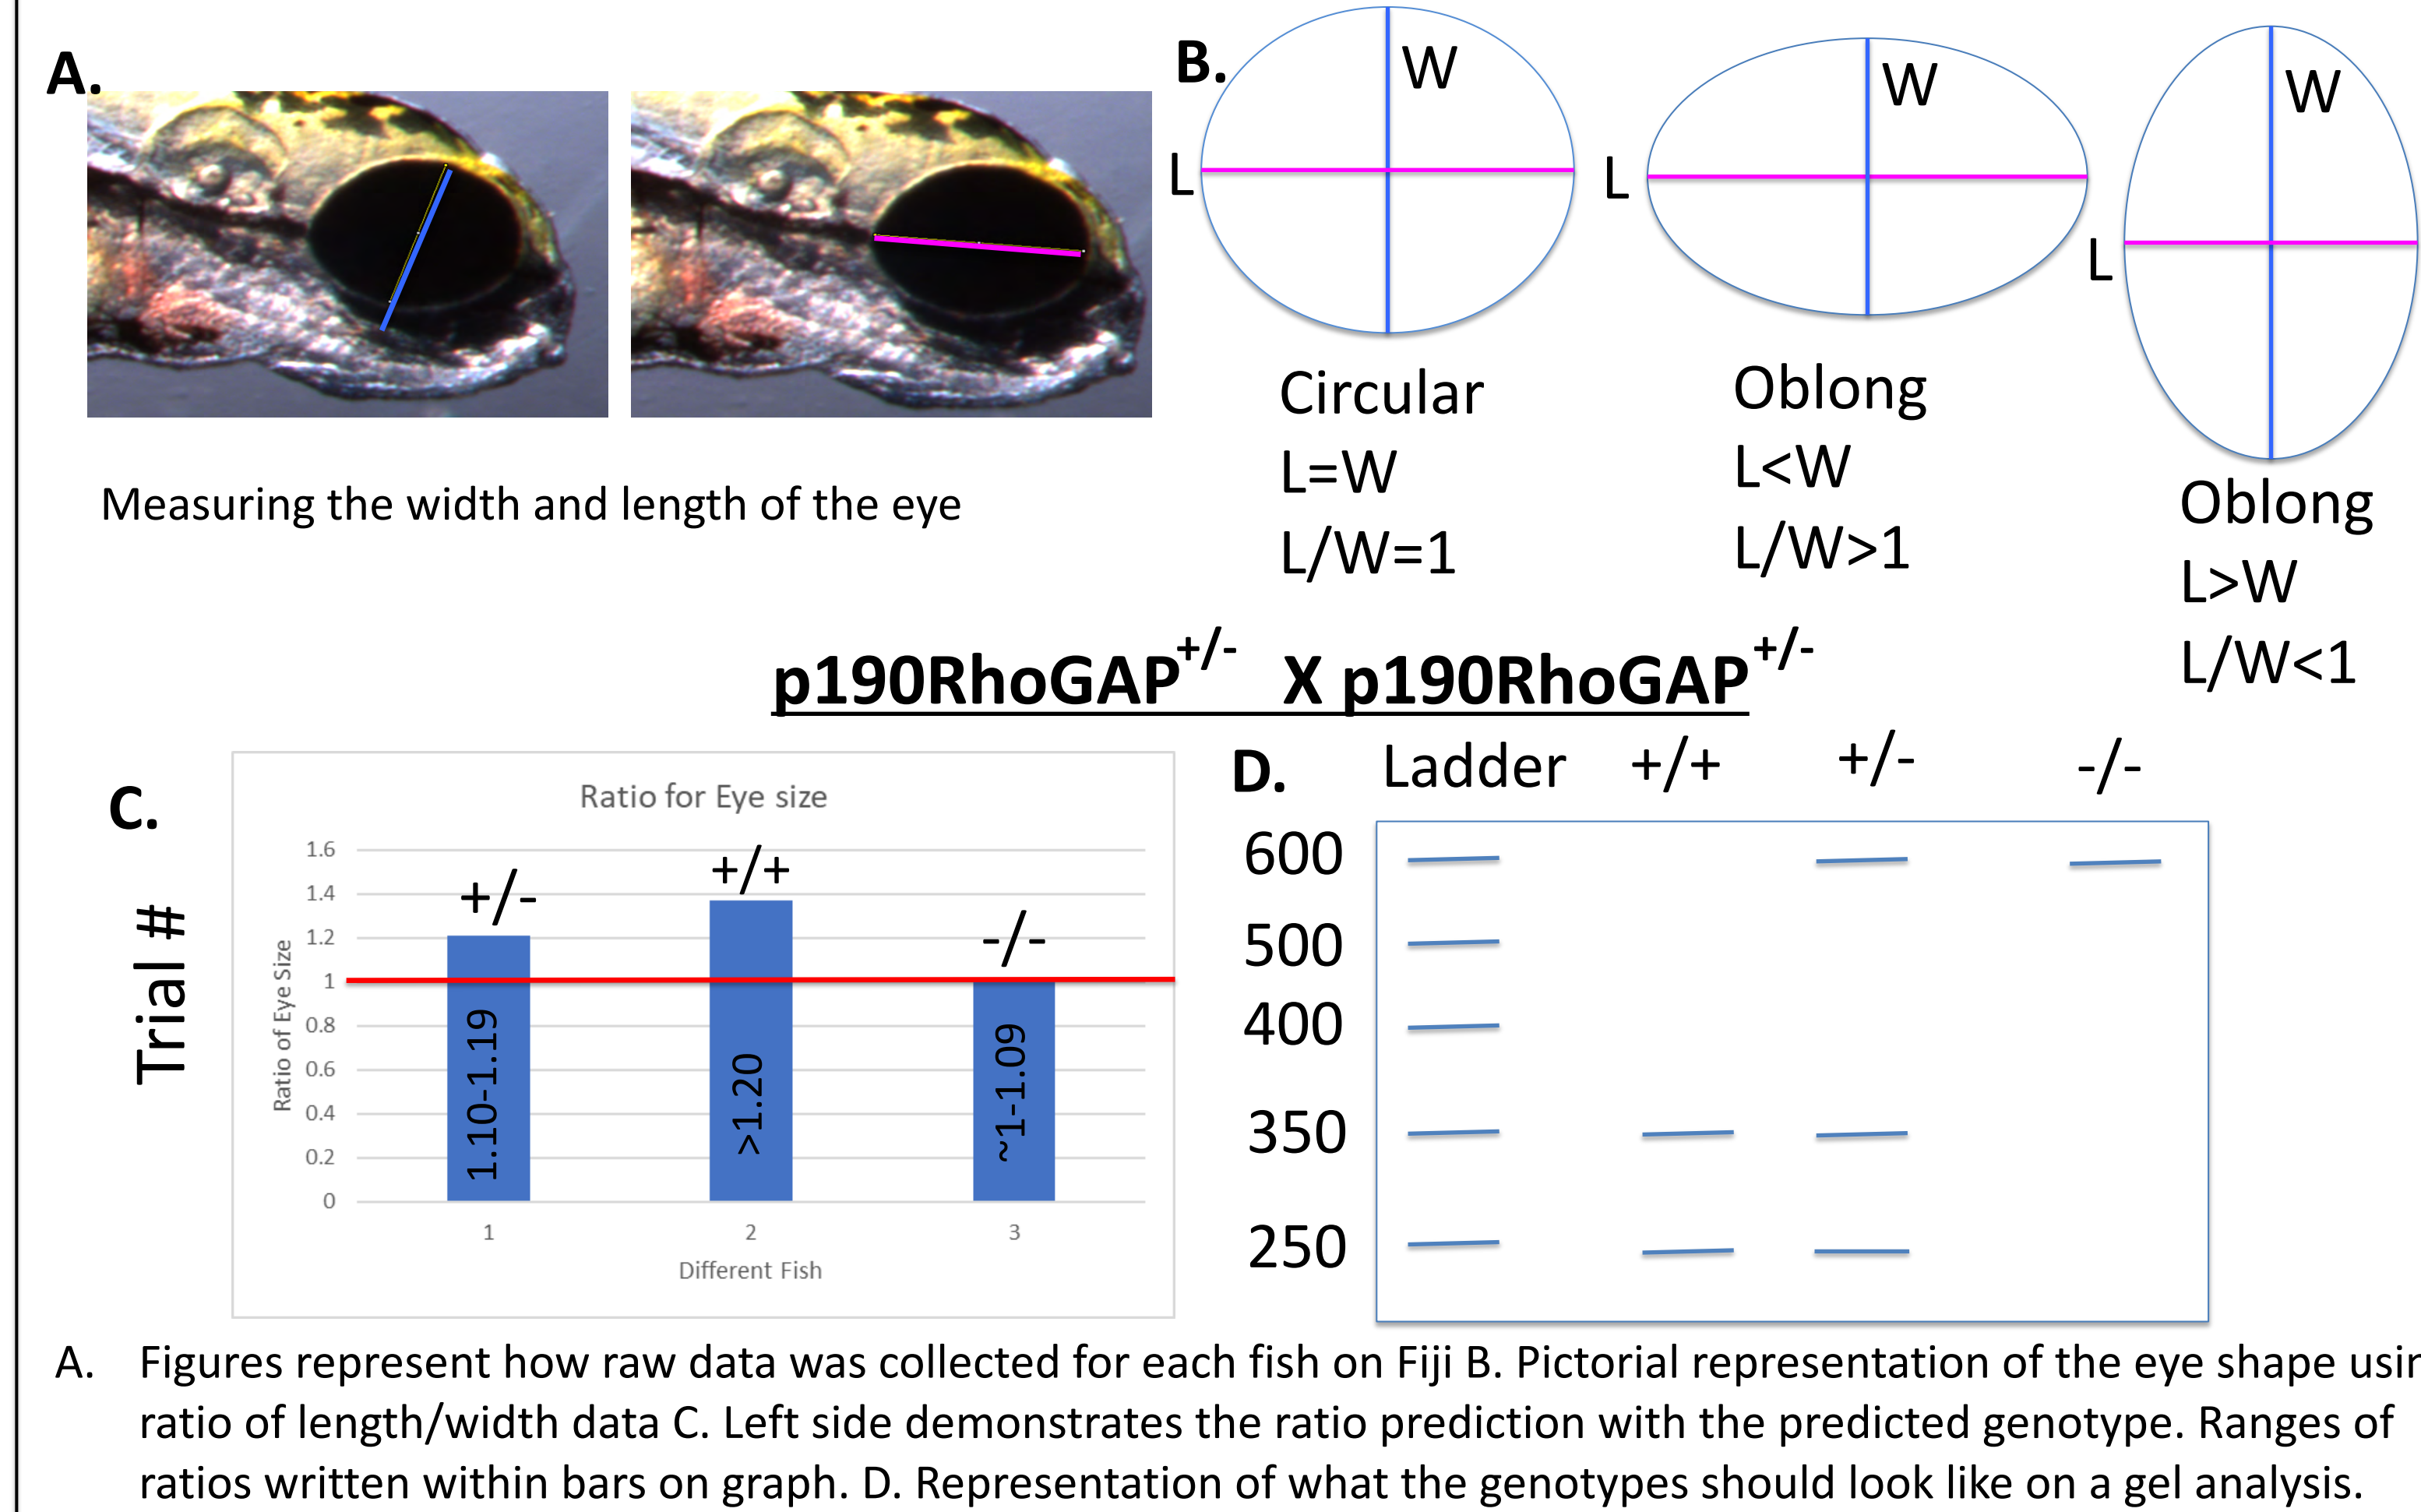 A.
Measuring the width and length of the eye
B.
W
L
Circular
L=W
L/W=1
W
L
Oblong
L<W
L/W>1
W
L
Oblong
L>W
L/W<1
p190RhoGAP+/- X p190RhoGAP+/-
C.
Trial #
Ratio for Eye size
Ratio of Eye Size
1.6
1.4
1.2
1
0.8
0.6
0.4
0.2
0
+/-
+/+
-/-
1.10-1.19
>1.20
~1-1.09
1 2 3
Different Fish
D.
Ladder +/+ +/- -/-
600
500
400
350
250
A. Figures represent how raw data was collected for each fish on Fiji B. Pictorial representation of the eye shape usin
ratio of length/width data C. Left side demonstrates the ratio prediction with the predicted genotype. Ranges of
ratios written within bars on graph. D. Representation of what the genotypes should look like on a gel analysis.